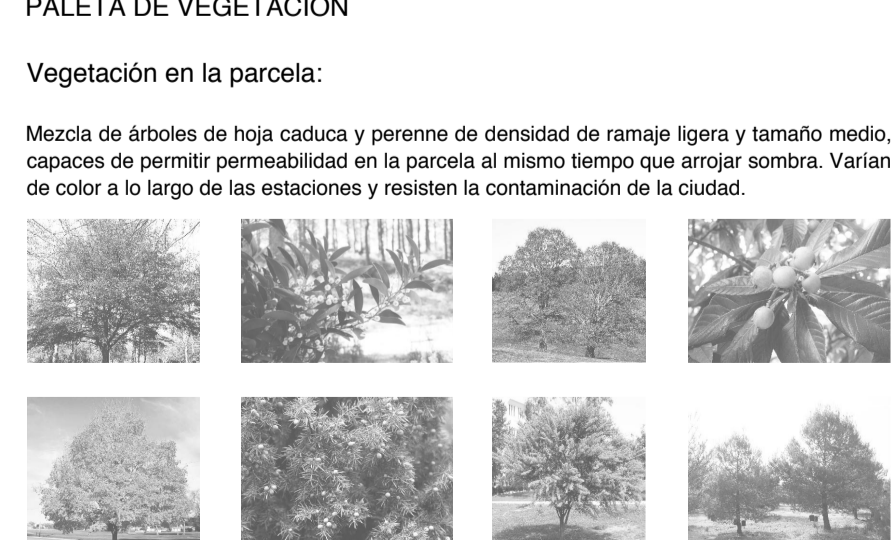 PALETA DE VEGETACIÓN
Vegetación en la parcela:
Mezcla de árboles de hoja caduca y perenne de densidad de ramaje ligera y tamaño medio,
capaces de permitir permeabilidad en la parcela al mismo tiempo que arrojar sombra. Varían
de color a lo largo de las estaciones y resisten la contaminación de la ciudad.